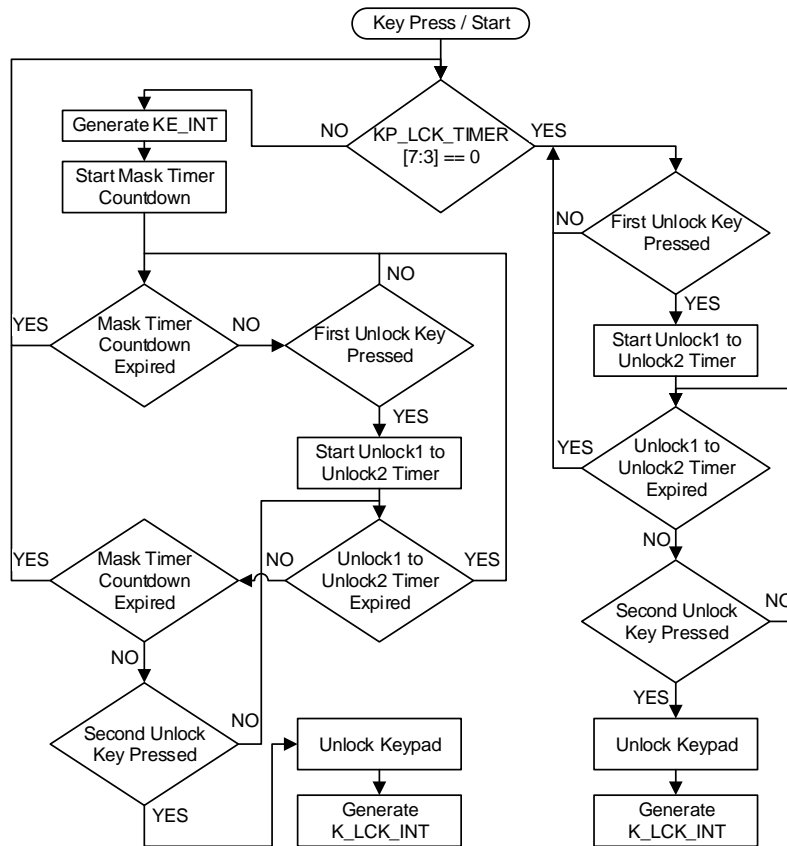 Key Press / Start
KP_LCK_TIMER
[7:3] == 0
NO
YES
Generate KE_INT
Start Mask Timer
Countdown
First Unlock Key
Pressed
NO
YES
Mask Timer
Countdown
Expired
YES
NO
First Unlock Key
Pressed
NO
YES
Start Unlock1 to
Unlock2 Timer
Start Unlock1 to
Unlock2 Timer
Unlock1 to
Unlock2 Timer
Expired
YES
NO
Mask Timer
Countdown
Expired
YES
NO
Unlock1 to
Unlock2 Timer
Expired
NO
YES
Second Unlock
Key Pressed
NO
YES
Second Unlock
Key Pressed
NO
YES
Unlock Keypad
Generate
K_LCK_INT
Unlock Keypad
Generate
K_LCK_INT